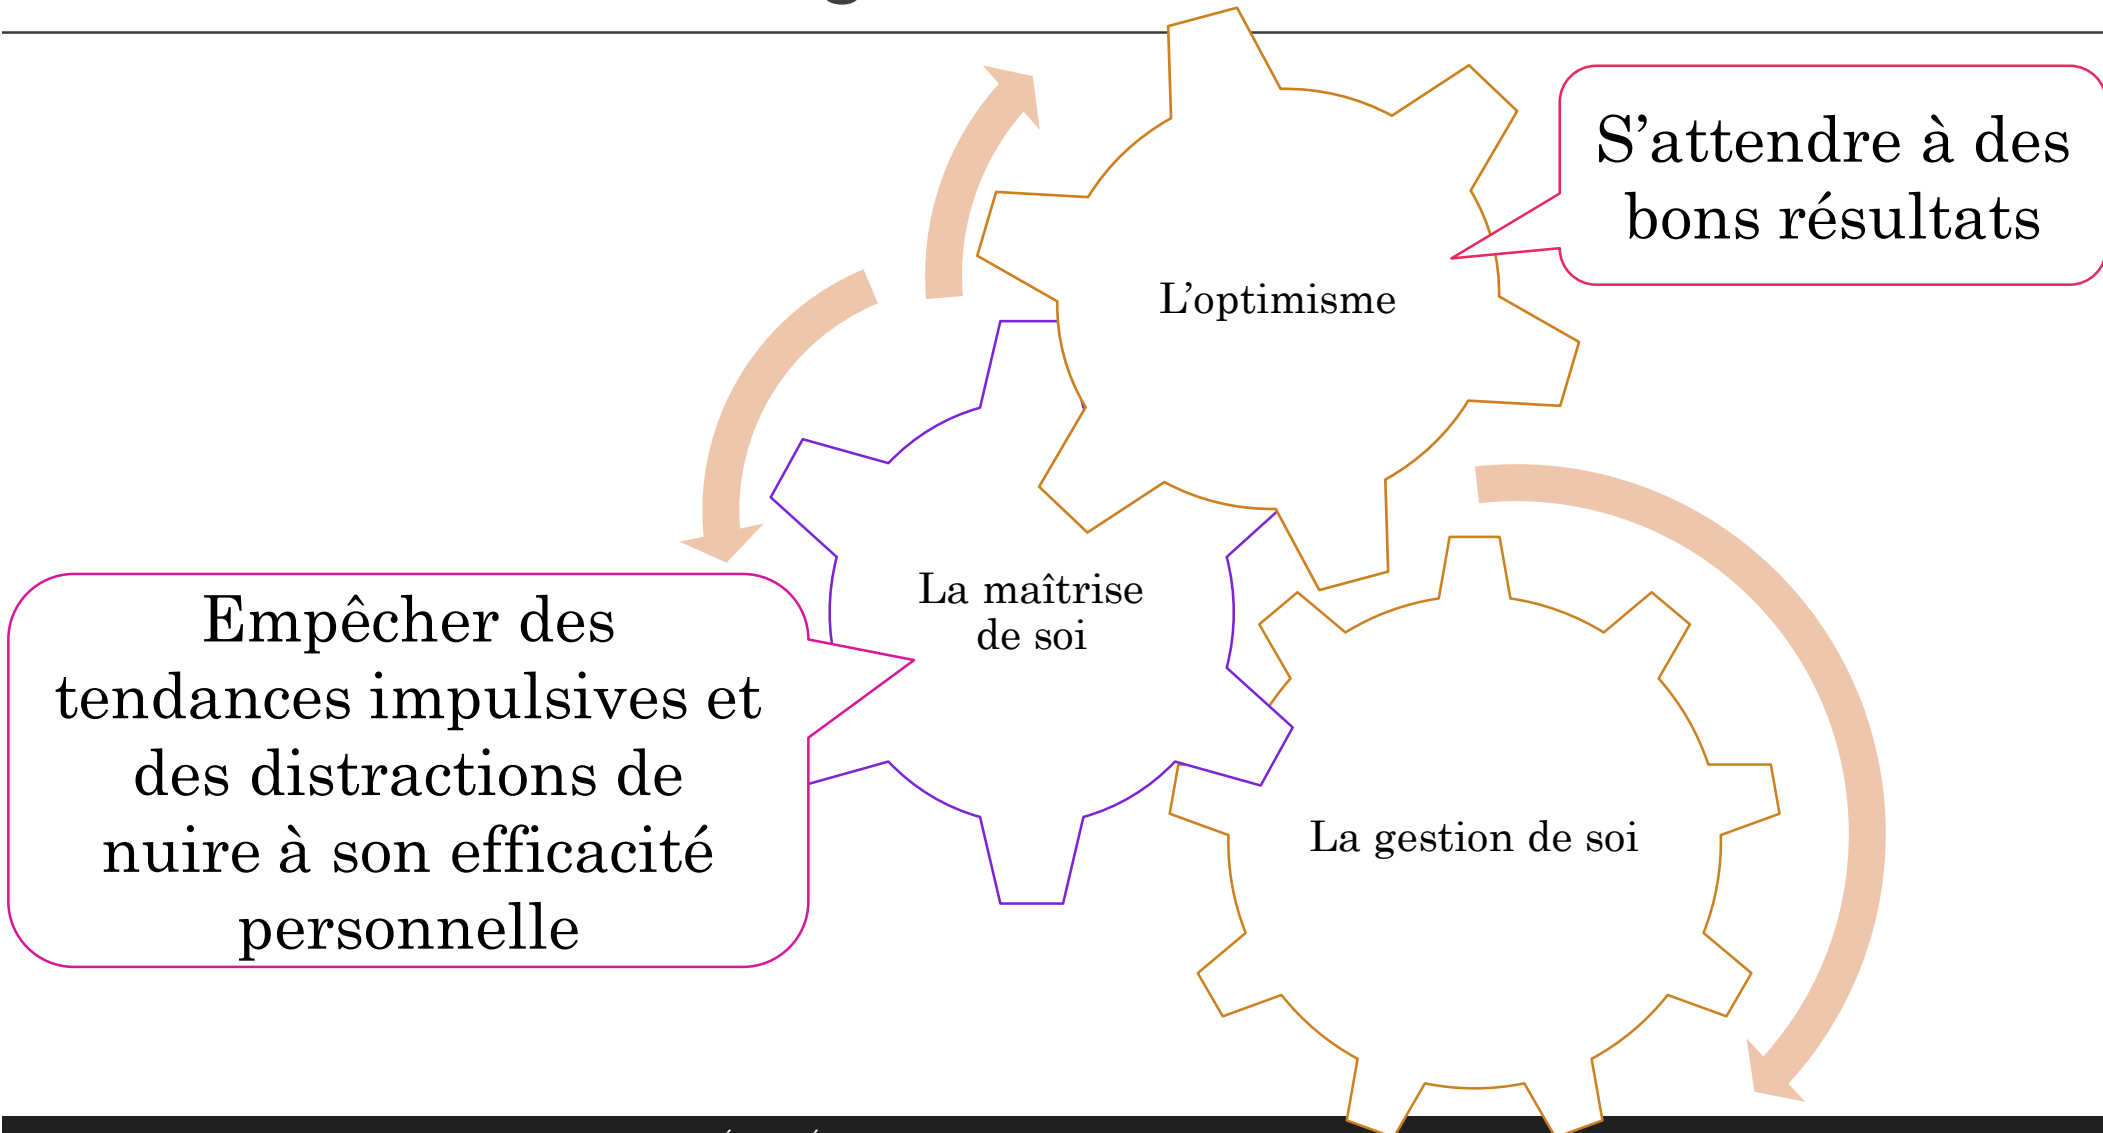 S’attendre à des
bons résultats
L’optimisme
La maîtrise
de soi
Empêcher des
tendances impulsives et
des distractions de
nuire à son efficacité
personnelle
La gestion de soi